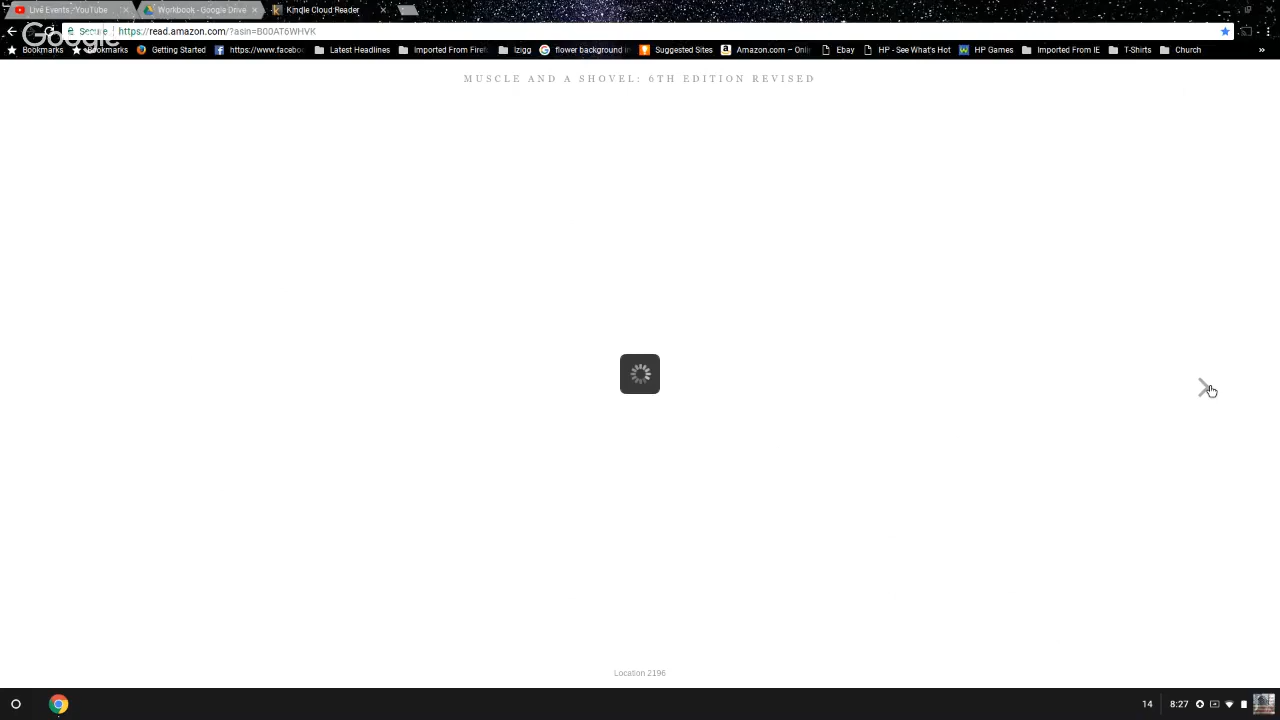 Live Events - YouTube
Workbook - Google Drive
Kindle Cloud Reader
Secure
https://read.amazon.com/?asin=B00AT6WHVK
Google
Bookmarks
Bookmarks
Getting Started
https://www.faceboo
Latest Headlines
Imported From Firef
Izigg
flower background in
Suggested Sites
Amazon.com – Onli
Ebay
HP - See What's Hot
HP Games
Imported From IE
T-Shirts
Church
»
MUSCLE AND A SHOVEL: 6TH EDITION REVISED
Location 2196
14
8:27